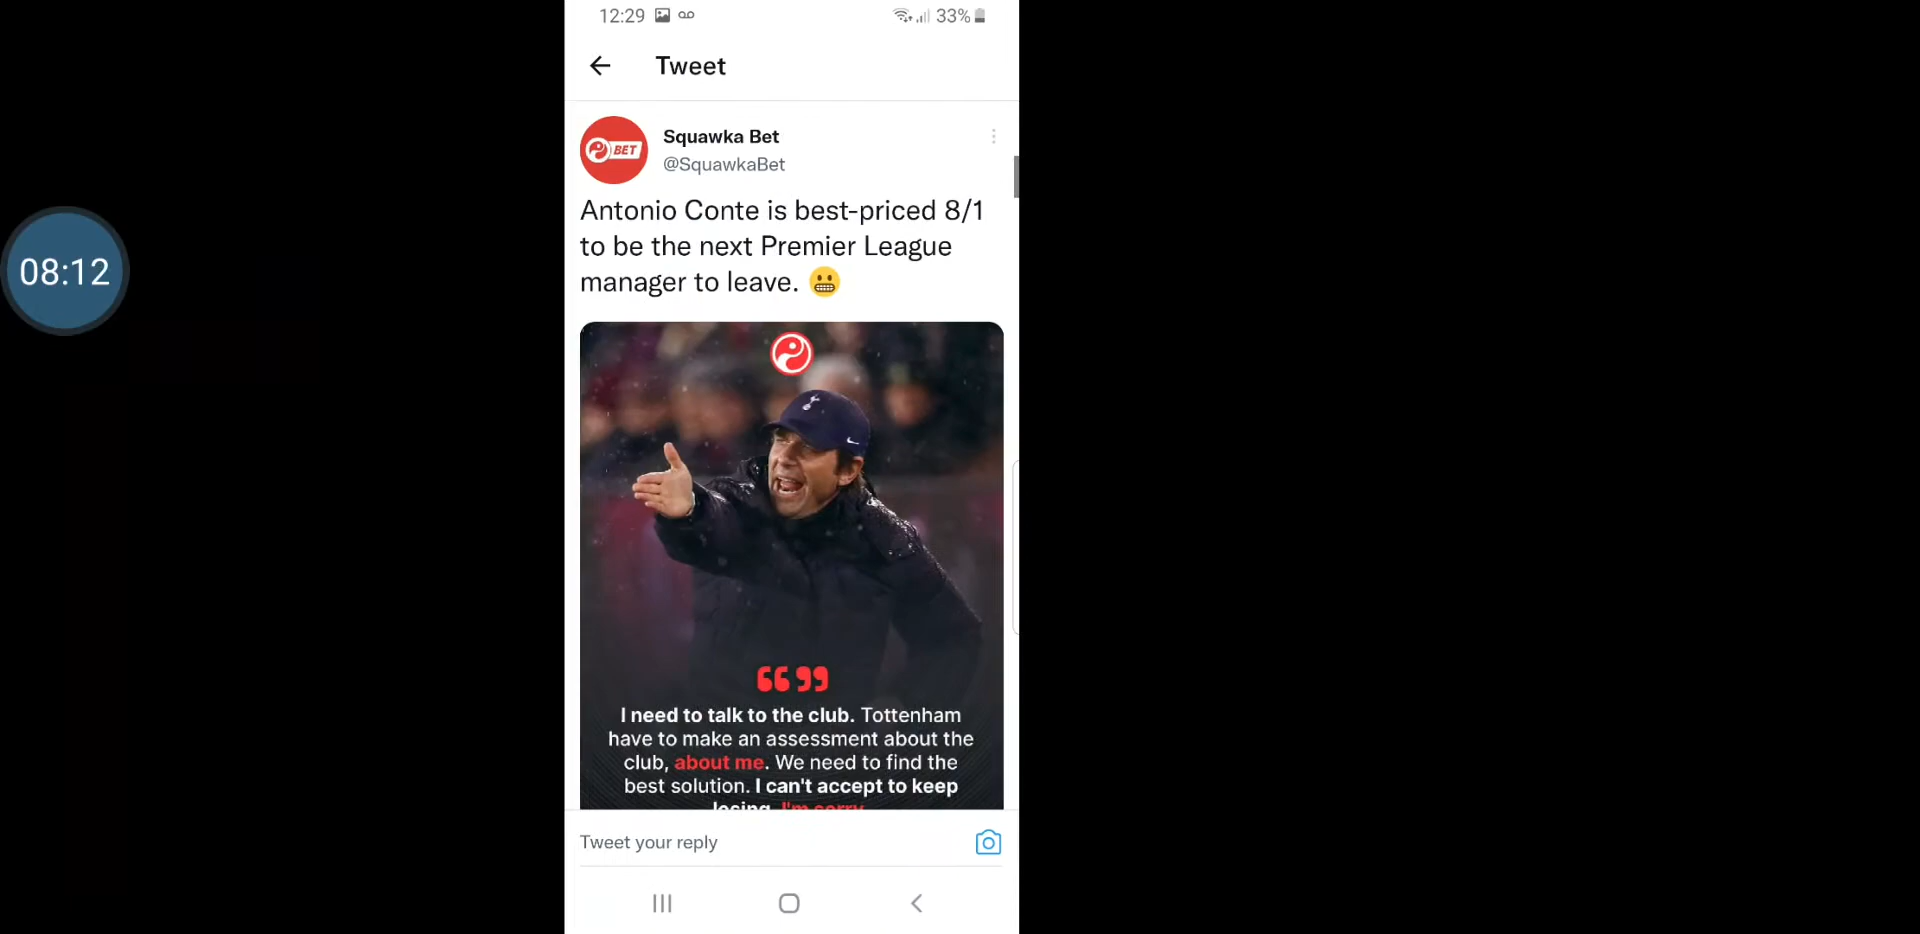 12:29 33%
Tweet
BET
Squawka Bet
@SquawkaBet
Antonio Conte is best-priced 8/1
to be the next Premier League
manager to leave. 😬
08:12
❝❞
I need to talk to the club. Tottenham
have to make an assessment about the
club, about me. We need to find the
best solution. I can't accept to keep
losing. I'm sorry.
Tweet your reply